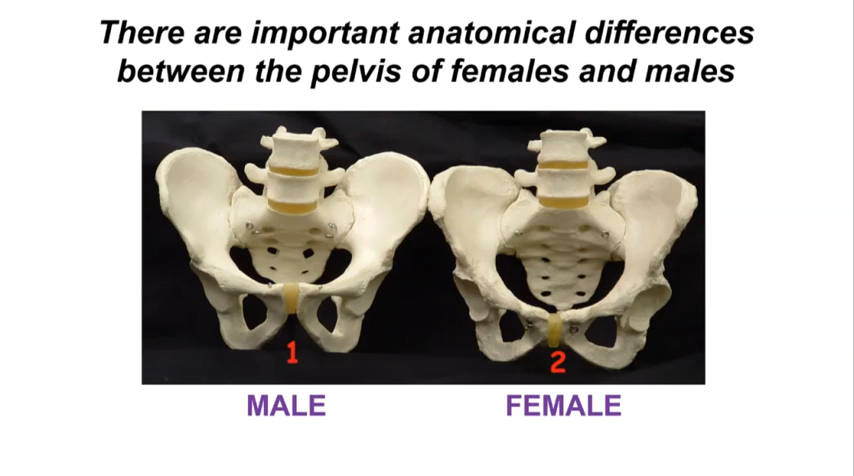 There are important anatomical differences
between the pelvis of females and males
1
2
MALE
FEMALE